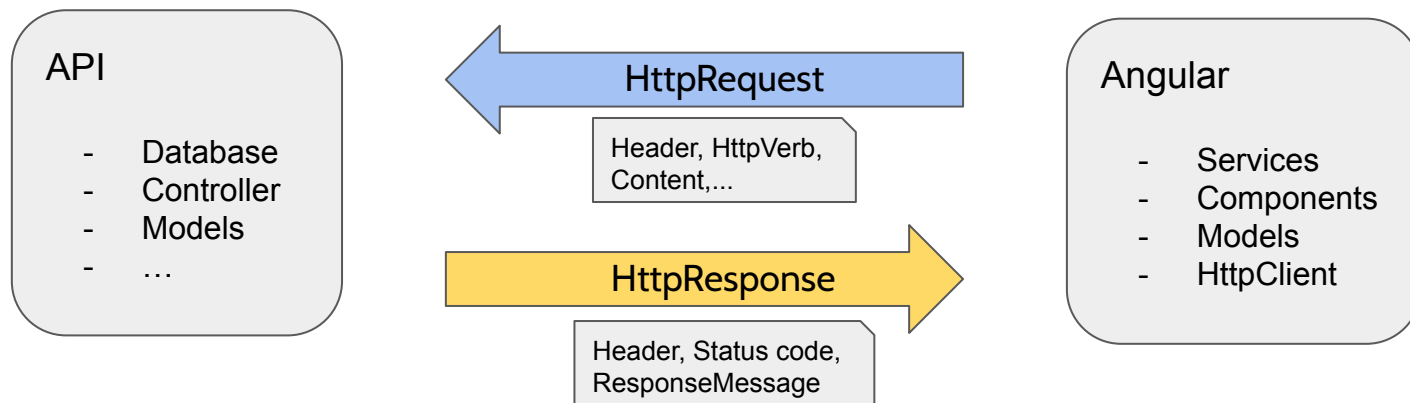 API
- Database
- Controller
- Models
- …
HttpRequest
Header, HttpVerb,
Content,...
HttpResponse
Header, Status code,
ResponseMessage
Angular
- Services
- Components
- Models
- HttpClient